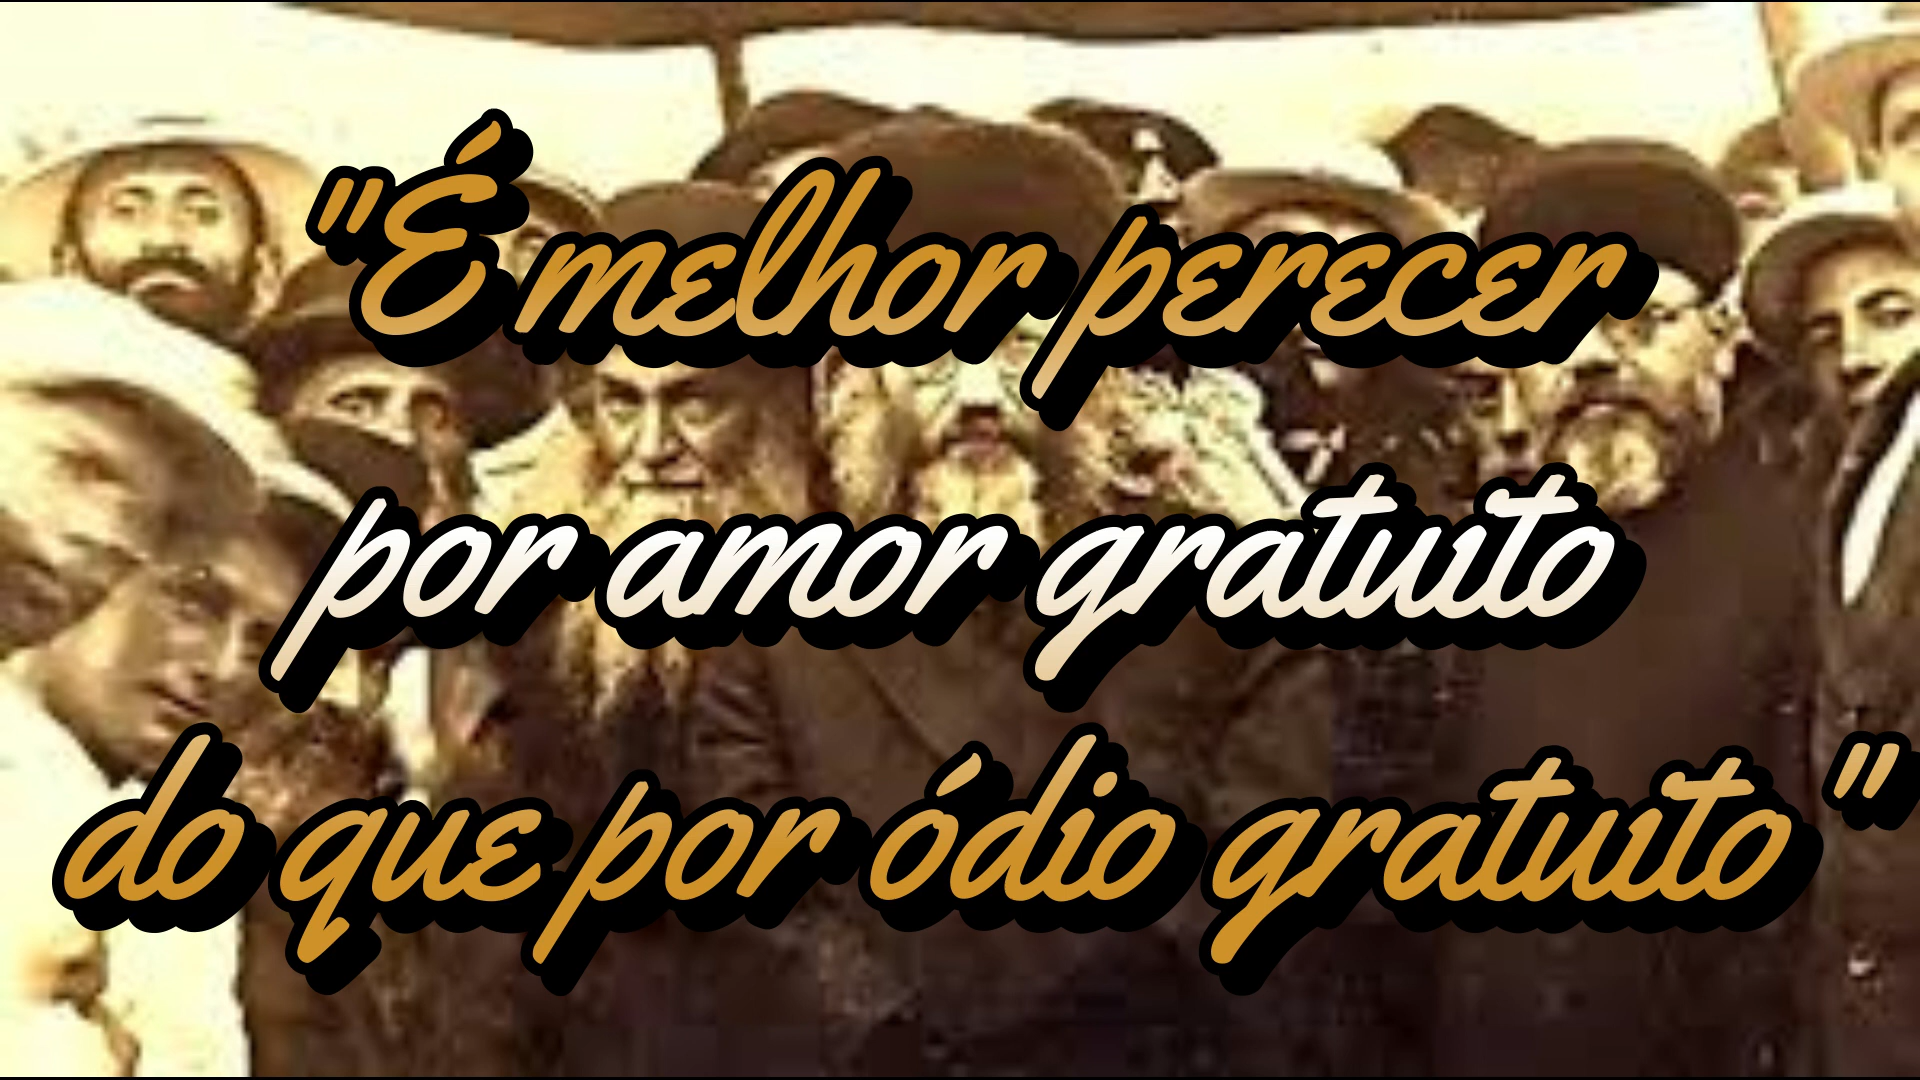 "É melhor perecer
por amor gratuito
do que por ódio gratuito "